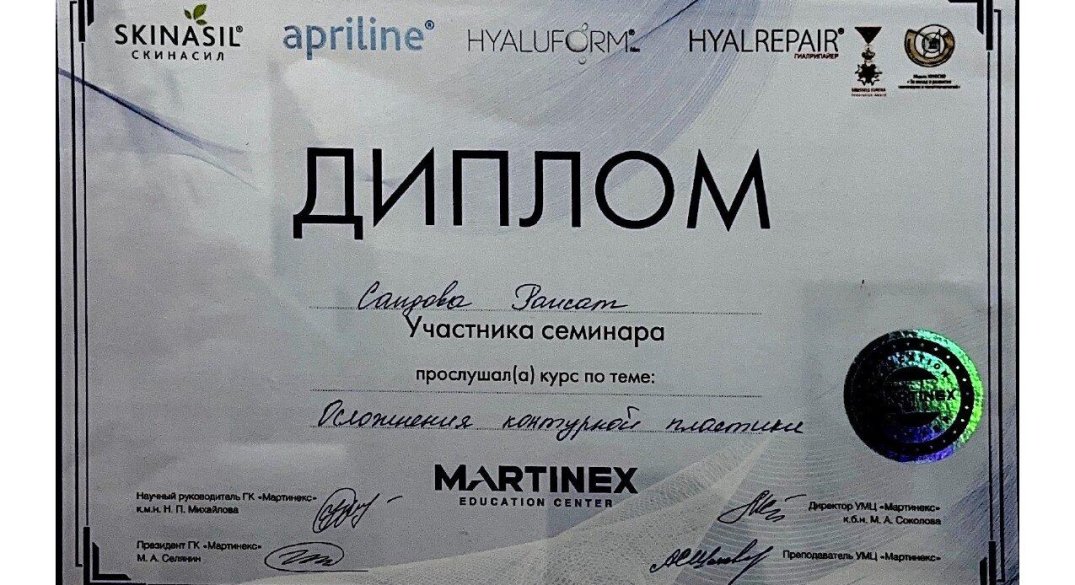 SKINASIL®
СКИНАСИЛ
apriline®
HYALUFORM®
HYALREPAIR®
ГИАЛРИПАЙЕР
ДИПЛОМ
Саидова Раисат
Участника семинара
прослушал(а) курс по теме:
Осложнения контурной пластики
MARTINEX
EDUCATION CENTER
MARTINEX
Научный руководитель ГК «Мартинекс»
к.м.н. Н. П. Михайлова
Президент ГК «Мартинекс»
М. А. Селянин
Директор УМЦ «Мартинекс»
к.б.н. М. А. Соколова
Преподаватель УМЦ «Мартинекс»